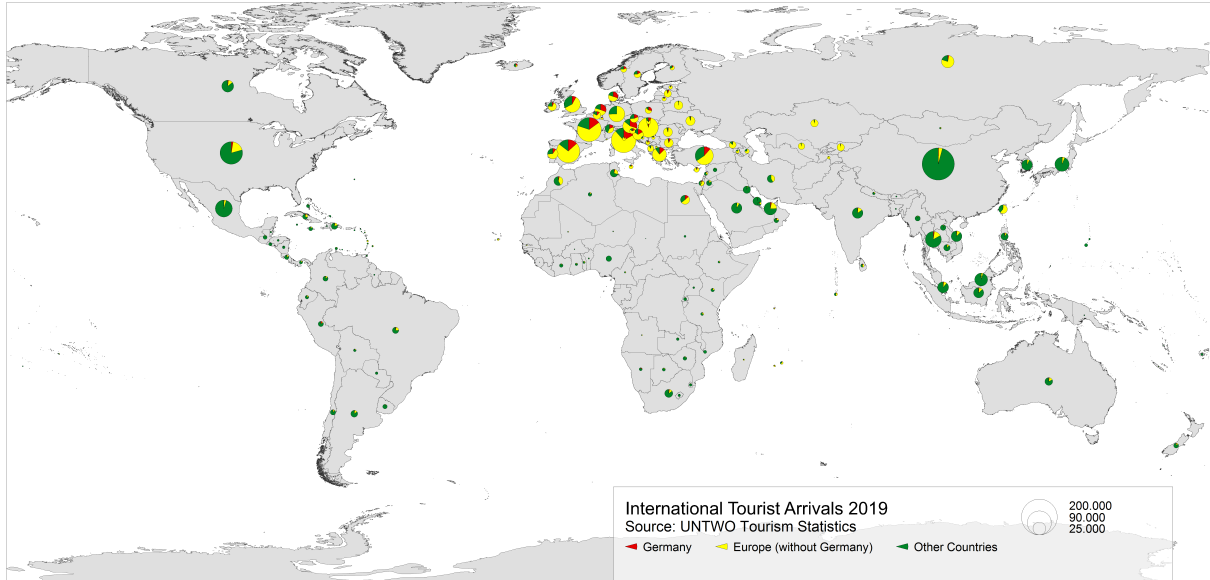 International Tourist Arrivals 2019
Source: UNTWO Tourism Statistics
Germany Europe (without Germany) Other Countries
200.000
90.000
25.000